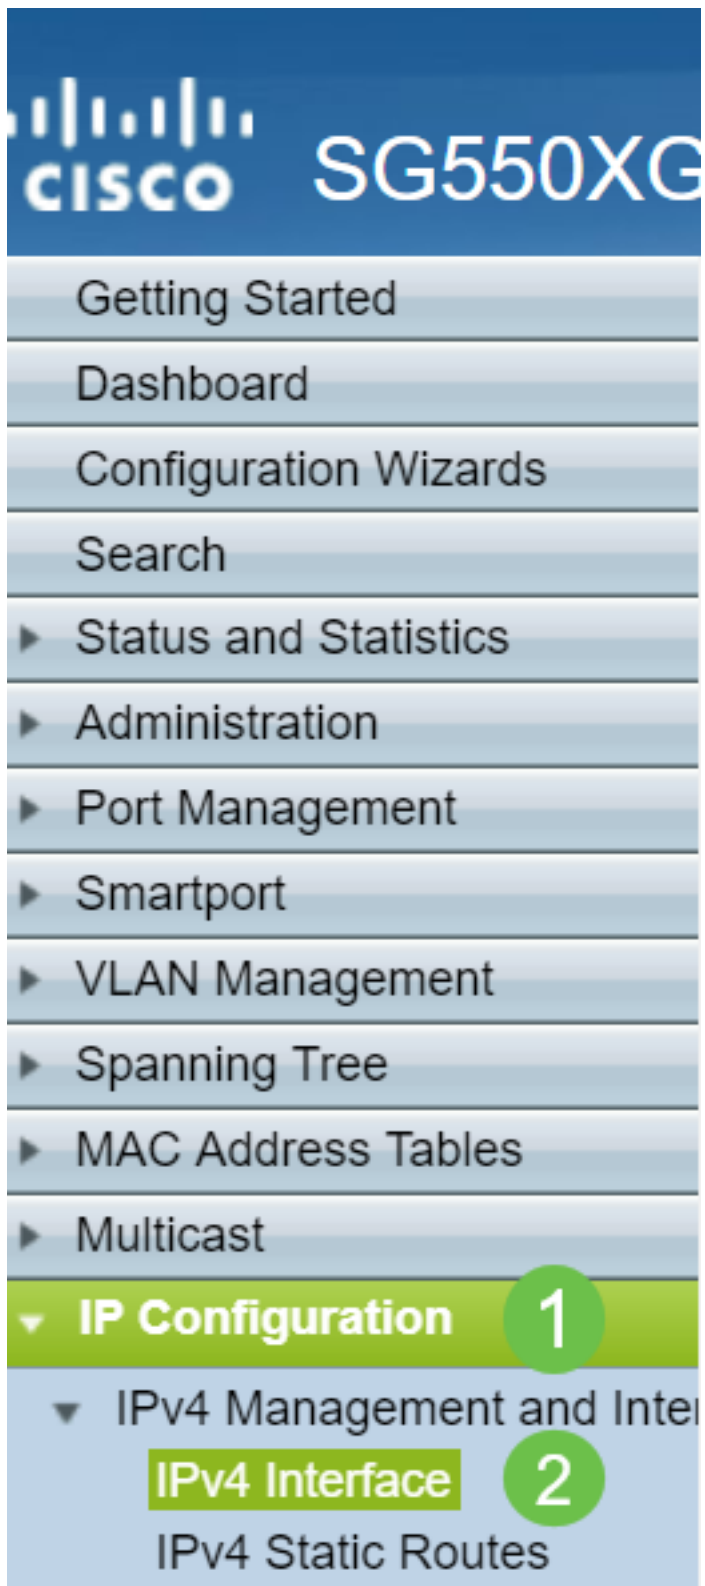 CISCO SG550XG
Getting Started
Dashboard
Configuration Wizards
Search
Status and Statistics
Administration
Port Management
Smartport
VLAN Management
Spanning Tree
MAC Address Tables
Multicast
IP Configuration 1
IPv4 Management and Inter
IPv4 Interface 2
IPv4 Static Routes